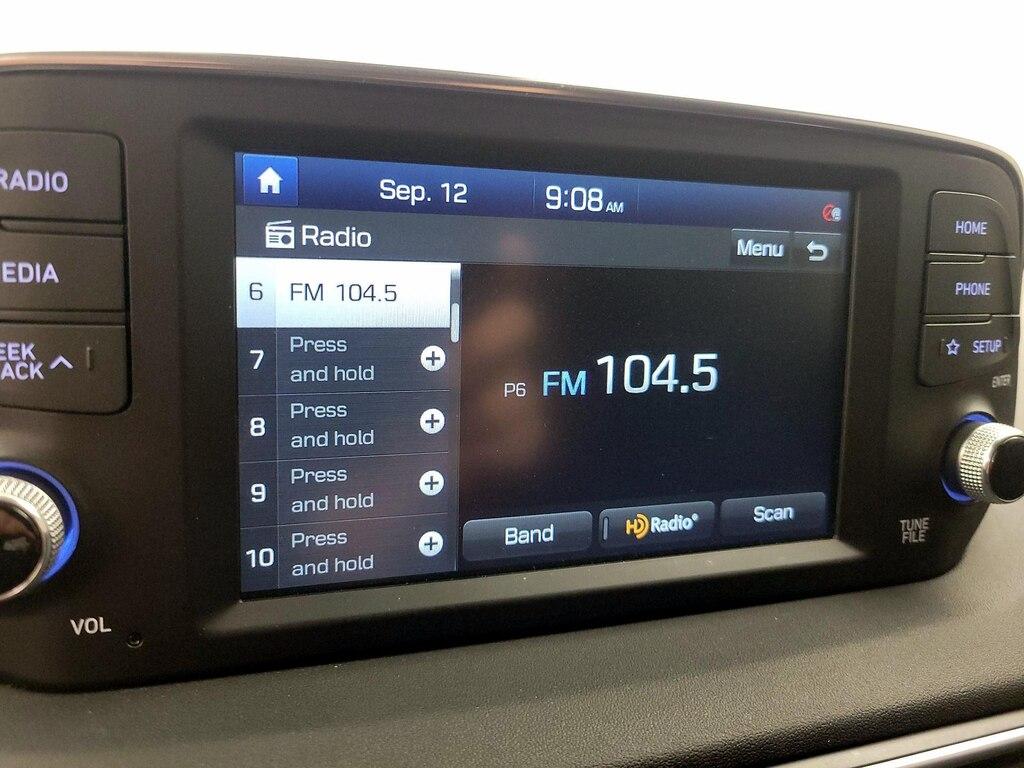 RADIO
EDIA
EEK
ACK
VOL
Sep. 12
9:08 AM
Radio
Menu
6 FM 104.5
7 Press
and hold
8 Press
and hold
9 Press
and hold
10 Press
and hold
P6 FM 104.5
Band
HD Radio®
Scan
HOME
PHONE
☆ SETUP
ENTER
TUNE
FILE